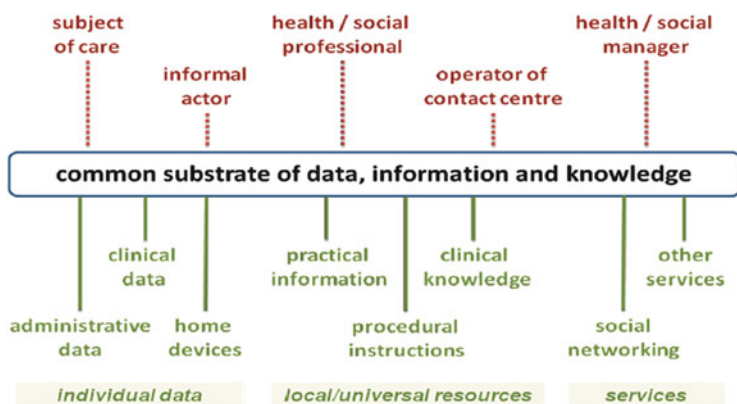 subject
of care
health / social
professional
health / social
manager
informal
actor
operator of
contact centre
common substrate of data, information and knowledge
clinical
data
practical
information
clinical
knowledge
other
services
administrative
data
home
devices
procedural
instructions
social
networking
individual data
local/universal resources
services